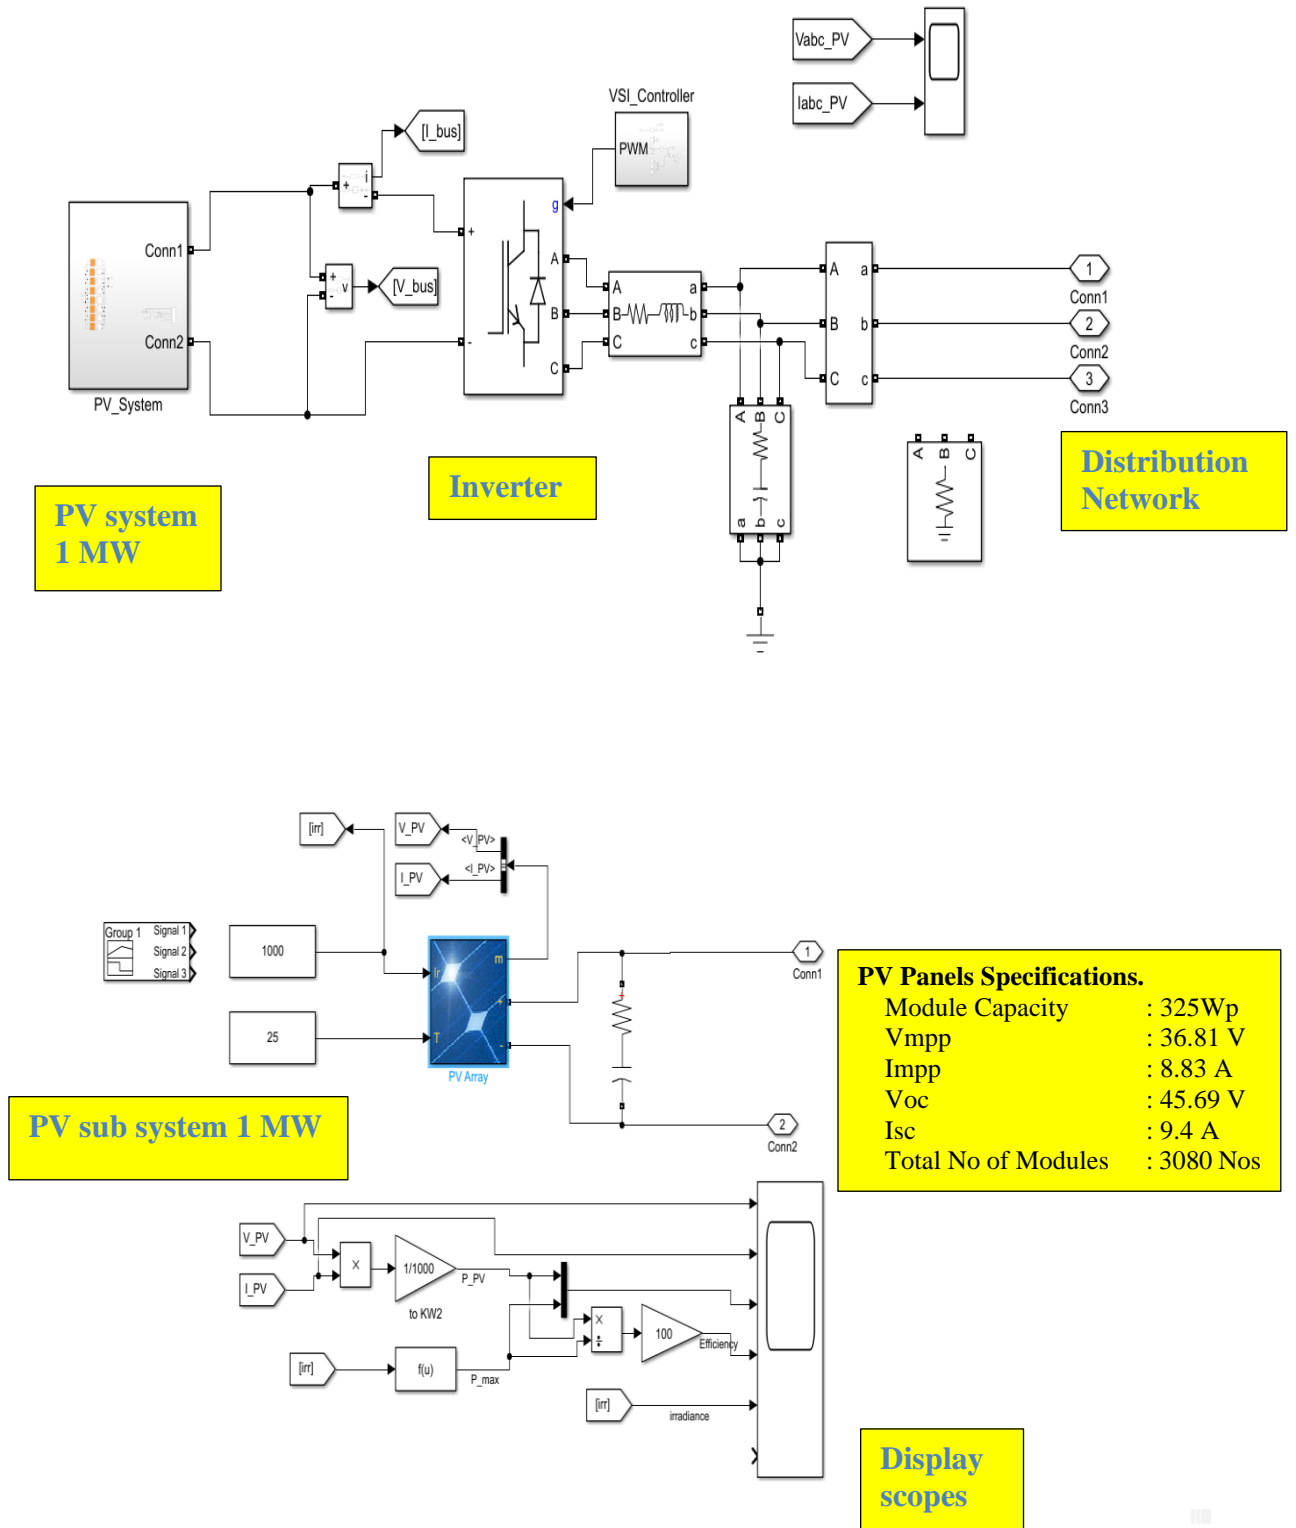 Vabc_PV
Iabc_PV
VSI_Controller
PWM
[I_bus]
i
+
-
g
+
A
Conn1
+
v
-
[V_bus]
A
a
B
b
C
c
A
a
B
b
C
c
1
Conn1
2
Conn2
3
Conn3
B
-
C
Conn2
PV_System
A
B
C
a
b
c
A
B
C
Distribution
Network
Inverter
PV system
1 MW
[irr]
V_PV
<V_PV>
I_PV
<I_PV>
Group 1
Signal 1
Signal 2
Signal 3
1000
25
Ir
T
m
+
-
PV Array
+
1
Conn1
2
Conn2
PV Panels Specifications.
Module Capacity : 325Wp
Vmpp : 36.81 V
Impp : 8.83 A
Voc : 45.69 V
Isc : 9.4 A
Total No of Modules : 3080 Nos
PV sub system 1 MW
V_PV
I_PV
×
1/1000
to KW2
P_PV
×
÷
100
Efficiency
[irr]
f(u)
P_max
[irr]
irradiance
Display
scopes